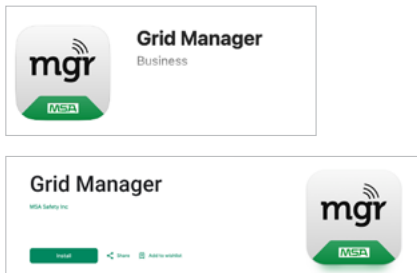 mgr
MSA
Grid Manager
Business
Grid Manager
MSA Safety Inc
Install
Share
Add to wishlist
mgr
MSA